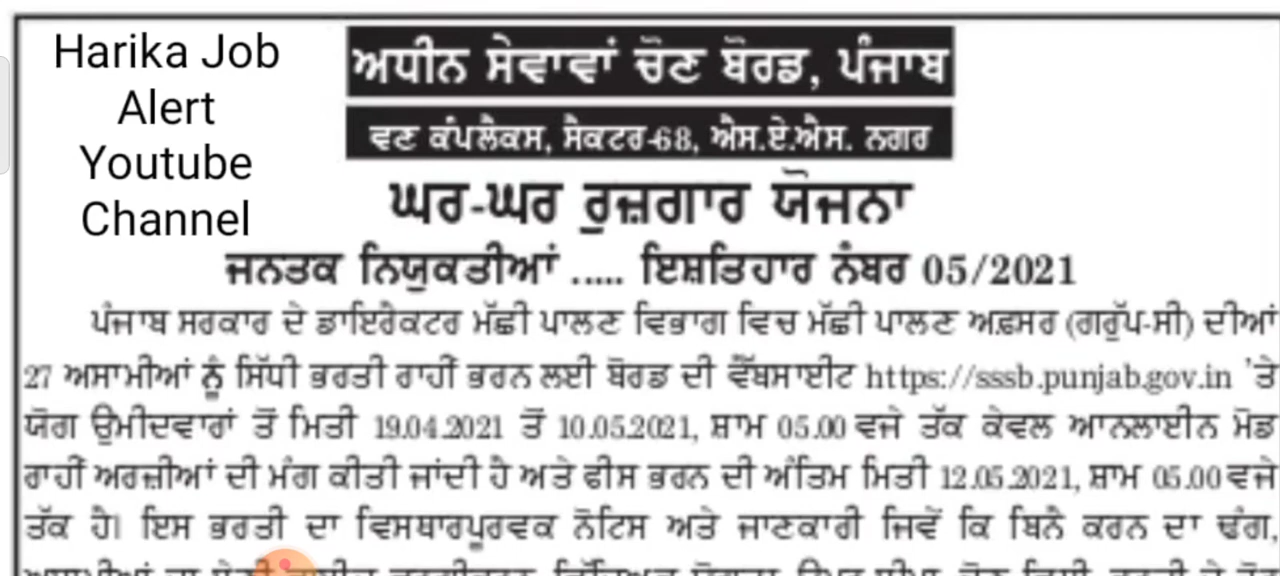 Harika Job
Alert
Youtube
Channel
ਅਧੀਨ ਸੇਵਾਵਾਂ ਚੋਣ ਬੋਰਡ, ਪੰਜਾਬ
ਵਣ ਕੰਪਲੈਕਸ, ਸੈਕਟਰ-68, ਐਸ.ਏ.ਐਸ. ਨਗਰ
ਘਰ-ਘਰ ਰੁਜ਼ਗਾਰ ਯੋਜਨਾ
ਜਨਤਕ ਨਿਯੁਕਤੀਆਂ ..... ਇਸ਼ਤਿਹਾਰ ਨੰਬਰ 05/2021
ਪੰਜਾਬ ਸਰਕਾਰ ਦੇ ਡਾਇਰੈਕਟਰ ਮੱਛੀ ਪਾਲਣ ਵਿਭਾਗ ਵਿਚ ਮੱਛੀ ਪਾਲਣ ਅਫ਼ਸਰ (ਗਰੁੱਪ-ਸੀ) ਦੀਆਂ
27 ਅਸਾਮੀਆਂ ਨੂੰ ਸਿੱਧੀ ਭਰਤੀ ਰਾਹੀਂ ਭਰਨ ਲਈ ਬੋਰਡ ਦੀ ਵੈੱਬਸਾਈਟ https://sssb.punjab.gov.in 'ਤੇ
ਯੋਗ ਉਮੀਦਵਾਰਾਂ ਤੋਂ ਮਿਤੀ 19.04.2021 ਤੋਂ 10.05.2021, ਸ਼ਾਮ 05.00 ਵਜੇ ਤੱਕ ਕੇਵਲ ਆਨਲਾਈਨ ਮੋਡ
ਰਾਹੀਂ ਅਰਜ਼ੀਆਂ ਦੀ ਮੰਗ ਕੀਤੀ ਜਾਂਦੀ ਹੈ ਅਤੇ ਫੀਸ ਭਰਨ ਦੀ ਅੰਤਿਮ ਮਿਤੀ 12.05.2021, ਸ਼ਾਮ 05.00 ਵਜੇ
ਤੱਕ ਹੈ। ਇਸ ਭਰਤੀ ਦਾ ਵਿਸਥਾਰਪੂਰਵਕ ਨੋਟਿਸ ਅਤੇ ਜਾਣਕਾਰੀ ਜਿਵੇਂ ਕਿ ਬਿਨੈ ਕਰਨ ਦਾ ਢੰਗ,